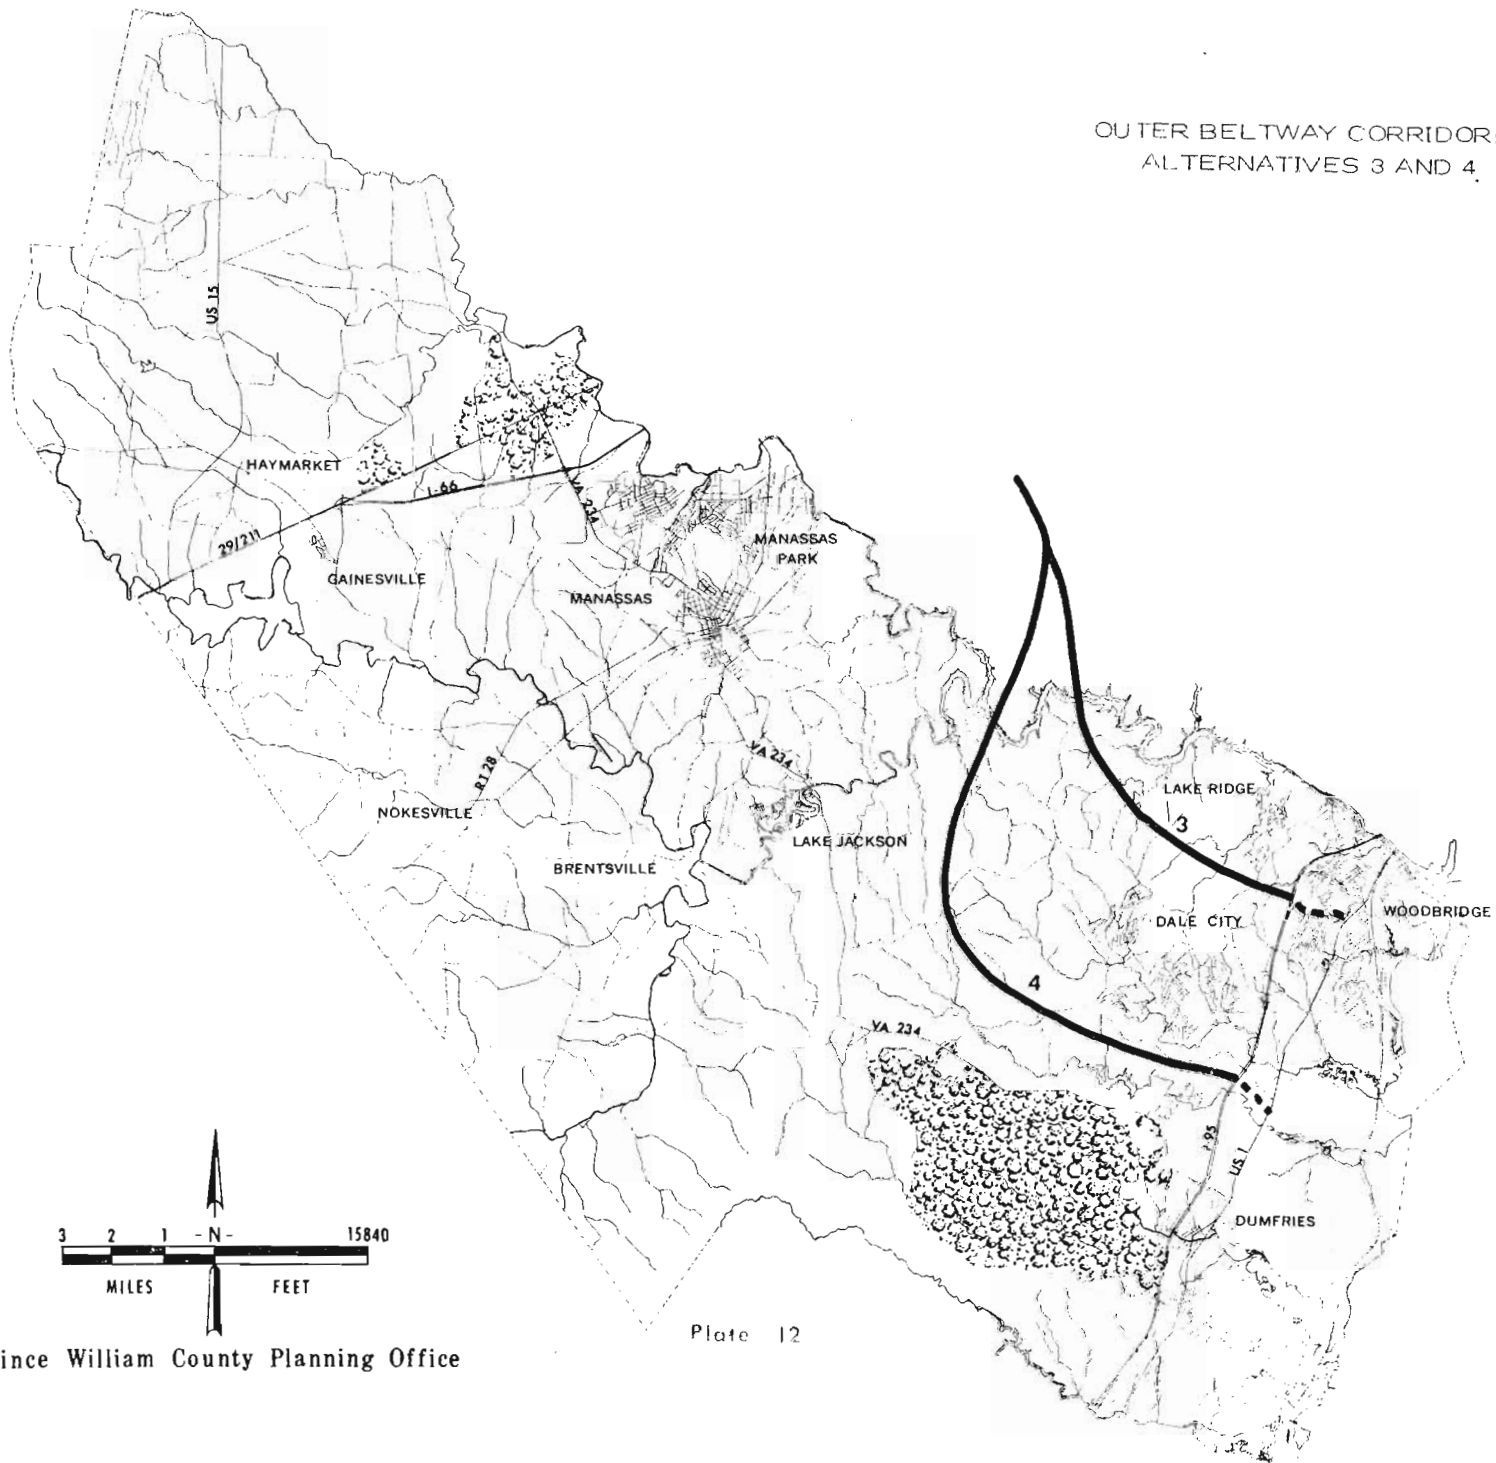 OUTER BELTWAY CORRIDOR
ALTERNATIVES 3 AND 4
US 15
HAYMARKET
I-66
VA 234
29/211
GAINESVILLE
MANASSAS
PARK
MANASSAS
VA 234
RT 28
LAKE RIDGE
NOKESVILLE
3
LAKE JACKSON
BRENTSVILLE
WOODBRIDGE
DALE CITY
4
VA 234
I-95
US 1
DUMFRIES
3 2 1 -N- 15840
MILES FEET
Plate 12
ince William County Planning Office